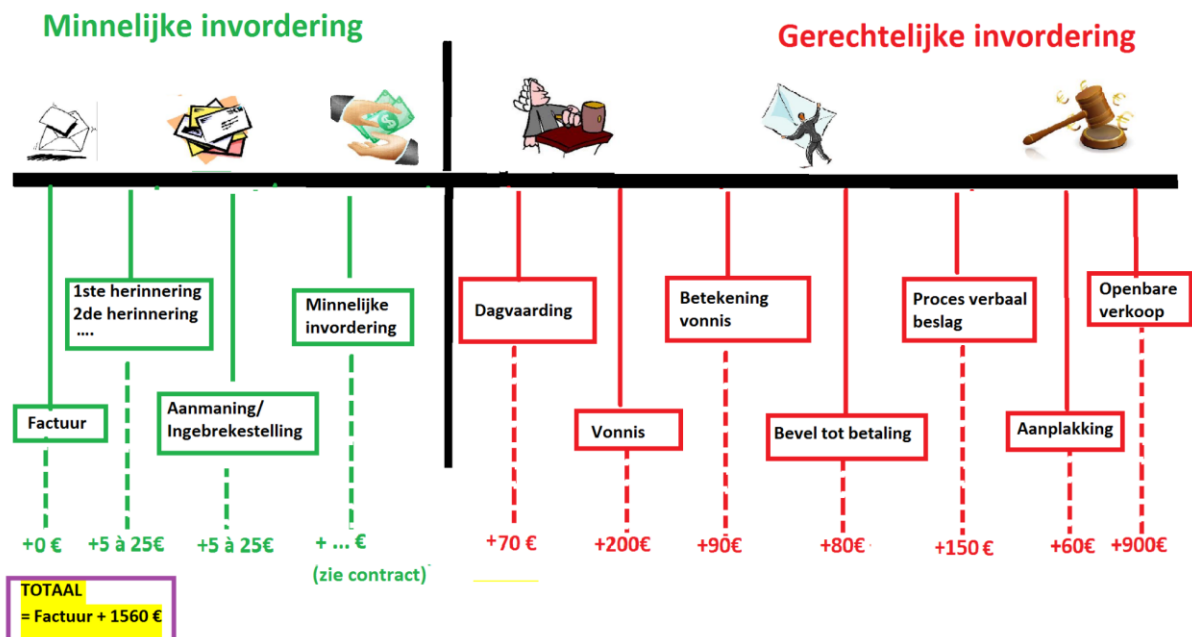 Minnelijke invordering
Gerechtelijke invordering
Factuur
1ste herinnering
2de herinnering
....
Aanmaning/
Ingebrekestelling
Minnelijke
invordering
Dagvaarding
Vonnis
Betekening
vonnis
Bevel tot betaling
Proces verbaal
beslag
Aanplakking
Openbare
verkoop
+0 €
+5 à 25€
+5 à 25€
+ ... €
(zie contract)
+70 €
+200€
+90€
+80€
+150 €
+60€
+900€
TOTAAL
= Factuur + 1560 €